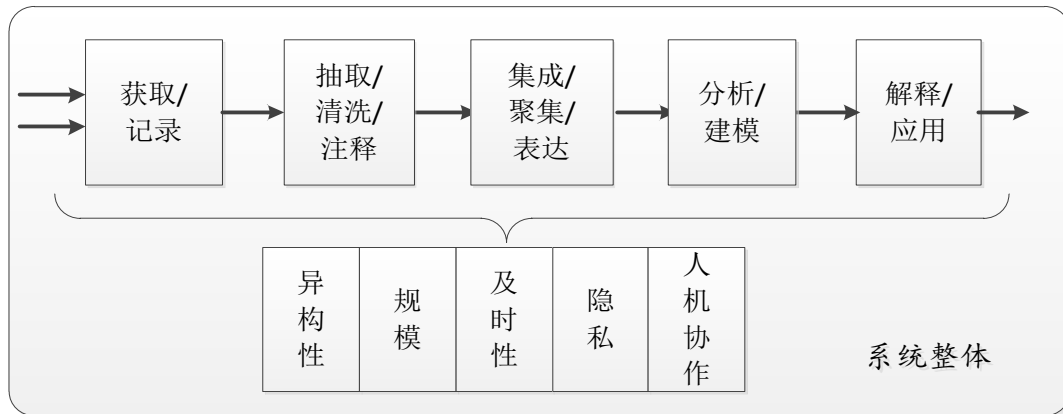 获取/
记录
抽取/
清洗/
注释
集成/
聚集/
表达
分析/
建模
解释/
应用
异构性
规模
及时性
隐私
人机协作
系统整体